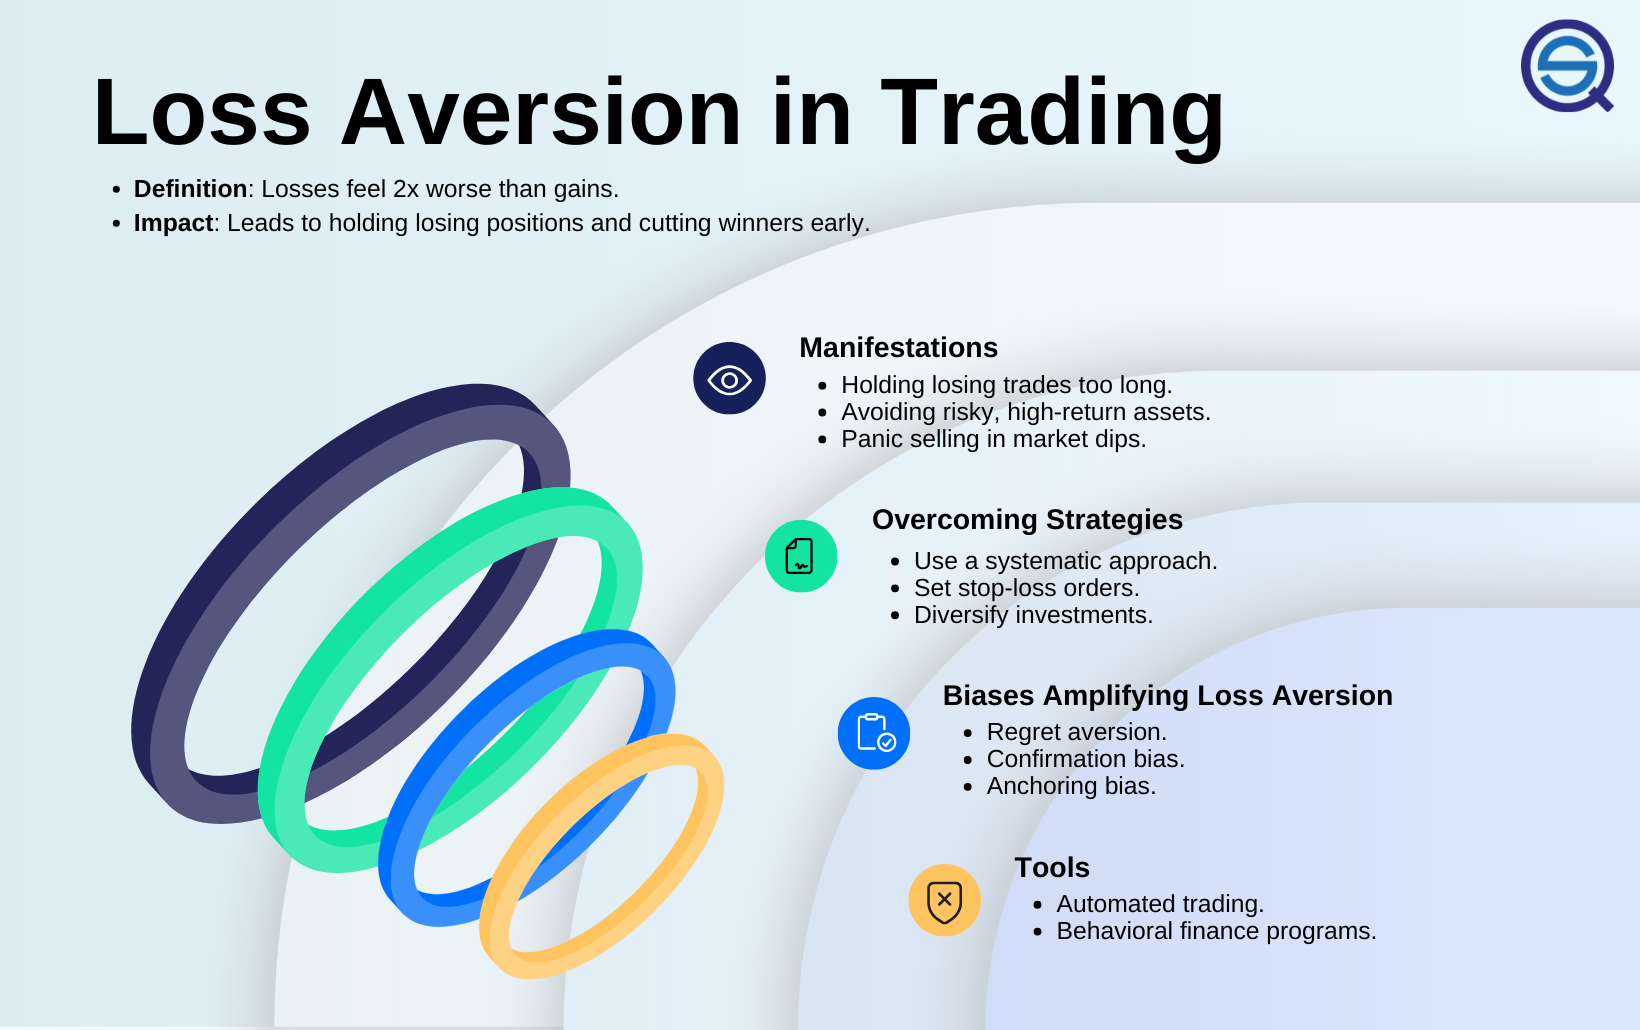 Loss Aversion in Trading
• Definition: Losses feel 2x worse than gains.
• Impact: Leads to holding losing positions and cutting winners early.
Manifestations
• Holding losing trades too long.
• Avoiding risky, high-return assets.
• Panic selling in market dips.
Overcoming Strategies
• Use a systematic approach.
• Set stop-loss orders.
• Diversify investments.
Biases Amplifying Loss Aversion
• Regret aversion.
• Confirmation bias.
• Anchoring bias.
Tools
• Automated trading.
• Behavioral finance programs.